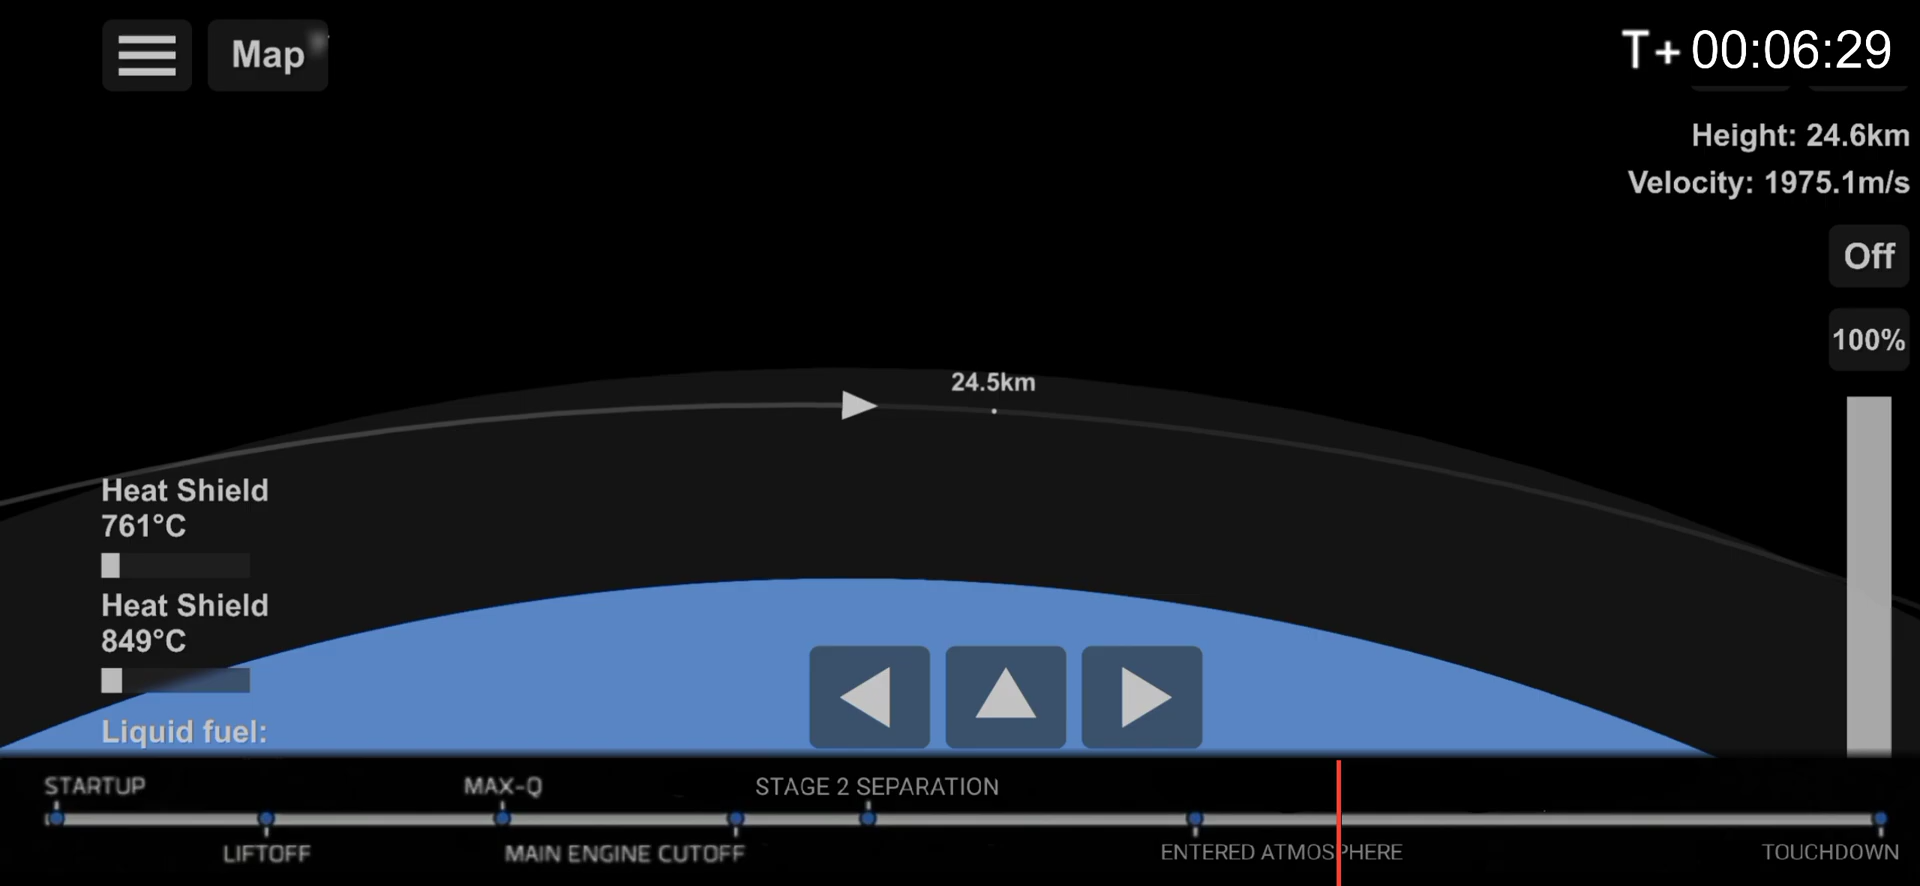 Map
T+ 00:06:29
Height: 24.6km
Velocity: 1975.1m/s
Off
100%
24.5km
Heat Shield
761°C
Heat Shield
849°C
Liquid fuel:
STARTUP
MAX-Q
STAGE 2 SEPARATION
LIFTOFF
MAIN ENGINE CUTOFF
ENTERED ATMOSPHERE
TOUCHDOWN